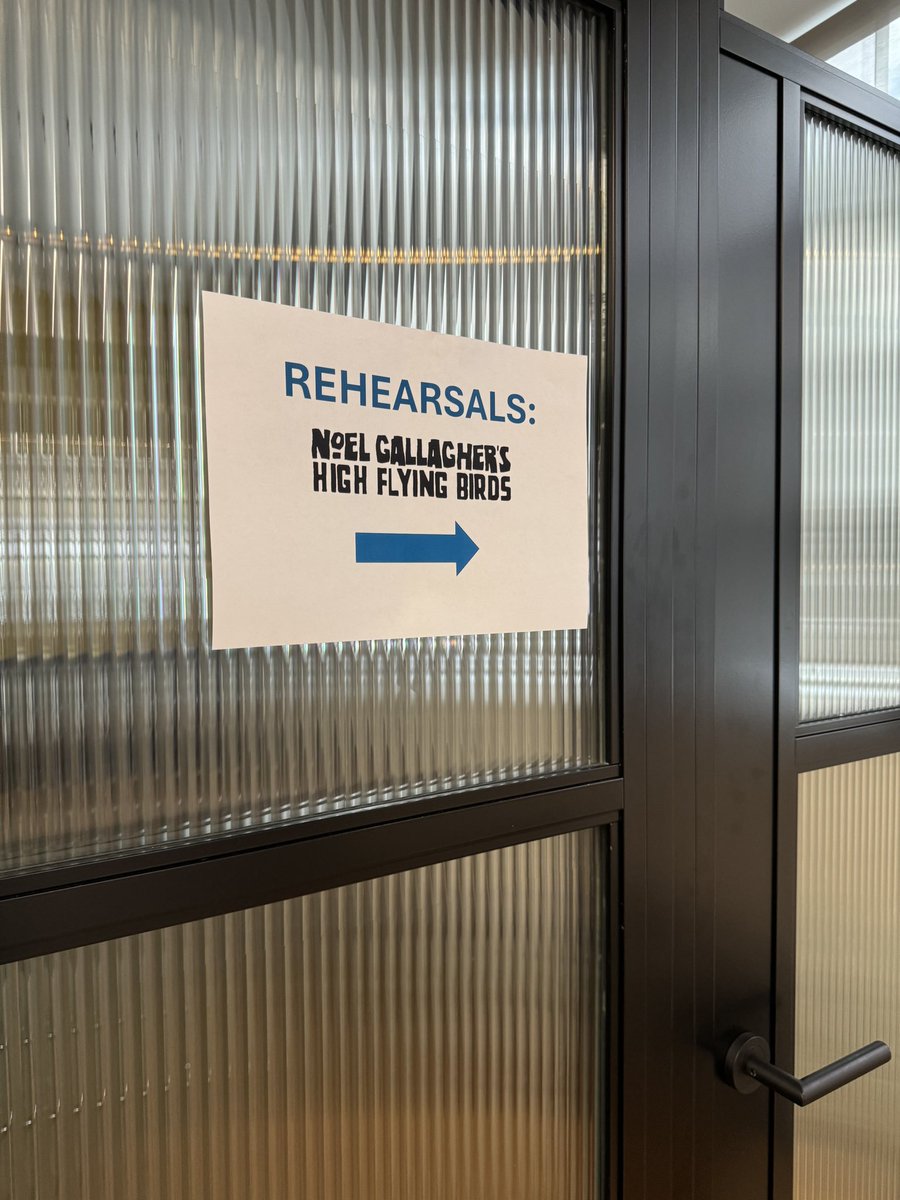 REHEARSALS:
NOEL GALLAGHER'S
HIGH FLYING BIRDS